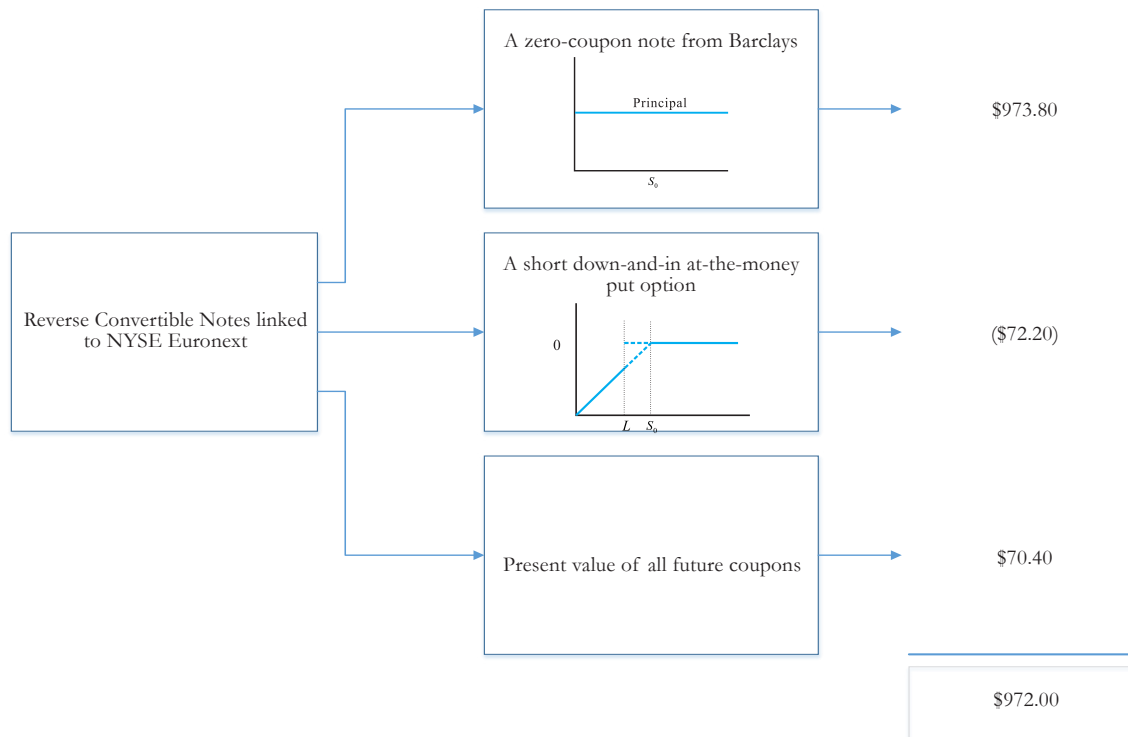 A zero-coupon note from Barclays
Principal
S₀
$973.80
Reverse Convertible Notes linked
to NYSE Euronext
A short down-and-in at-the-money
put option
0
L S₀
($72.20)
Present value of all future coupons
$70.40
$972.00